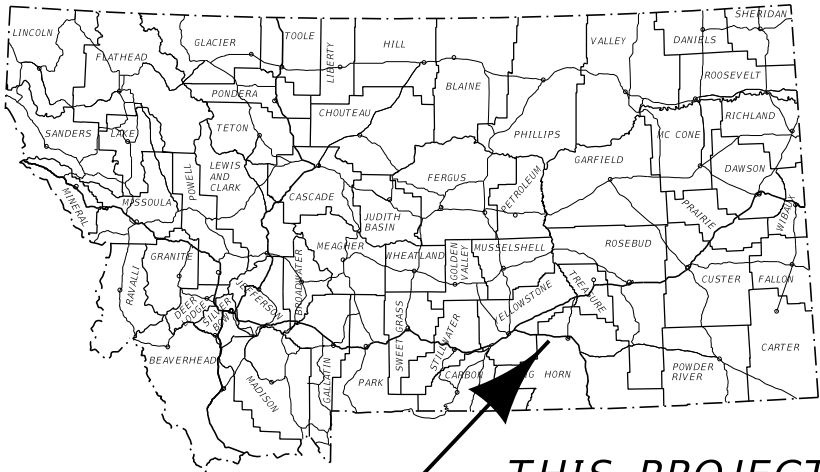 SHERIDAN
LINCOLN
GLACIER
TOOLE
LIBERTY
HILL
VALLEY
DANIELS
FLATHEAD
ROOSEVELT
PONDERA
BLAINE
CHOUTEAU
RICHLAND
SANDERS
LAKE
TETON
PHILLIPS
MC CONE
GARFIELD
LEWIS
AND
CLARK
POWELL
FERGUS
PETROLEUM
DAWSON
MINERAL
MISSOULA
CASCADE
JUDITH
BASIN
PRAIRIE
WIBAUX
GRANITE
MEAGHER
WHEATLAND
GOLDEN
VALLEY
MUSSELSHELL
ROSEBUD
RAVALLI
DEER
LODGE
SILVER
BOW
JEFFERSON
BROADWATER
YELLOWSTONE
TREASURE
CUSTER
FALLON
SWEET GRASS
STILLWATER
BEAVERHEAD
MADISON
GALLATIN
PARK
CARBON
G HORN
POWDER
RIVER
CARTER
THIS PROJECT